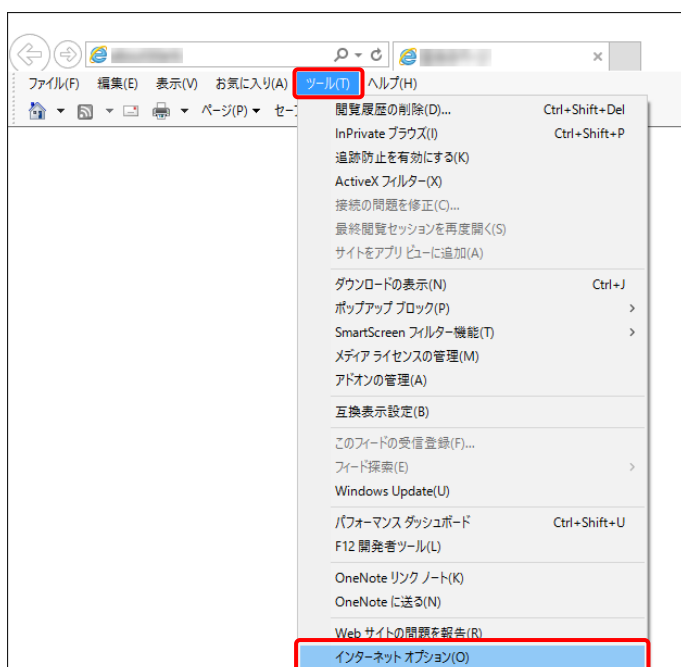 ファイル(F) 編集(E) 表示(V) お気に入り(A) ツール(T) ヘルプ(H)
ページ(P)
閲覧履歴の削除(D)... Ctrl+Shift+Del
InPrivate ブラウズ(I) Ctrl+Shift+P
追跡防止を有効にする(K)
ActiveX フィルター(X)
接続の問題を修正(C)...
最終閲覧セッションを再度開く(S)
サイトをアプリ ビューに追加(A)
ダウンロードの表示(N) Ctrl+J
ポップアップ ブロック(P)
SmartScreen フィルター機能(T)
メディア ライセンスの管理(M)
アドオンの管理(A)
互換表示設定(B)
このフィードの受信登録(F)...
フィード探索(E)
Windows Update(U)
パフォーマンス ダッシュボード Ctrl+Shift+U
F12 開発者ツール(L)
OneNote リンク ノート(K)
OneNote に送る(N)
Web サイトの問題を報告(R)
インターネット オプション(O)